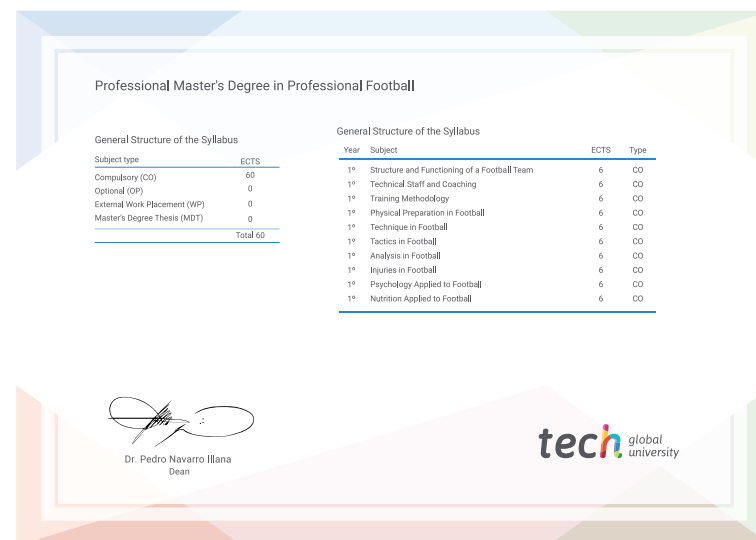 Professional Master's Degree in Professional Football
General Structure of the Syllabus
Subject type ECTS
Compulsory (CO) 60
Optional (OP) 0
External Work Placement (WP) 0
Master's Degree Thesis (MDT) 0
Total 60
General Structure of the Syllabus
Year Subject ECTS Type
1º Structure and Functioning of a Football Team 6 CO
1º Technical Staff and Coaching 6 CO
1º Training Methodology 6 CO
1º Physical Preparation in Football 6 CO
1º Technique in Football 6 CO
1º Tactics in Football 6 CO
1º Analysis in Football 6 CO
1º Injuries in Football 6 CO
1º Psychology Applied to Football 6 CO
1º Nutrition Applied to Football 6 CO
Dr. Pedro Navarro Illana
Dean
tech global
university